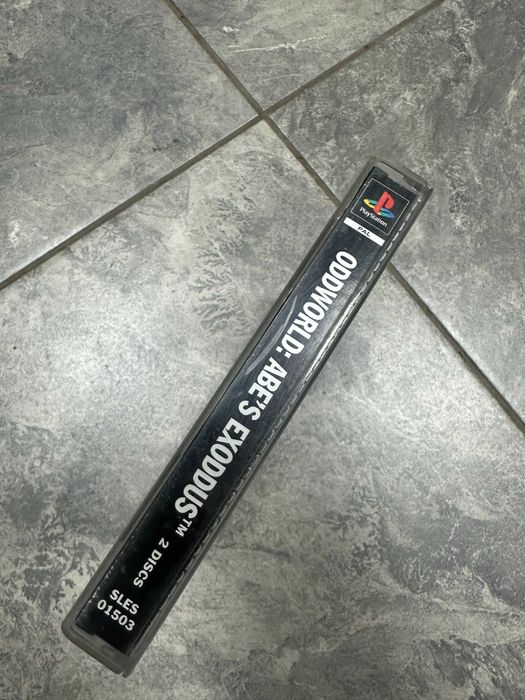 PlayStation
PAL
ODDWORLD: ABE'S EXODDUS™ 2 DISCS
SLES
01503